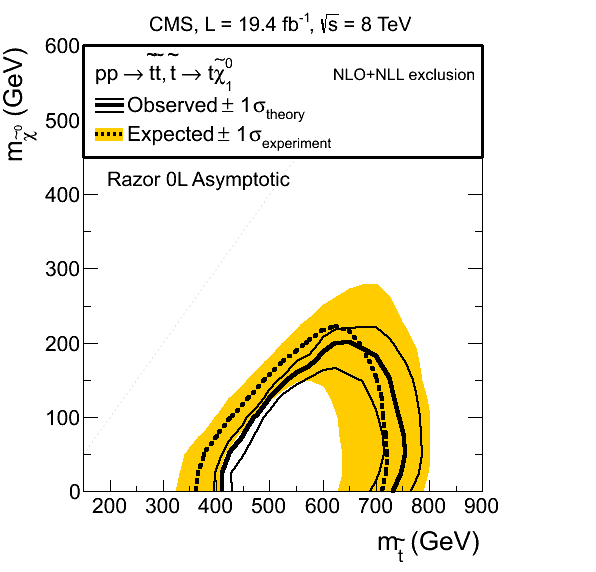 CMS, L = 19.4 fb⁻¹, √s = 8 TeV
pp → t̃t̃, t̃ → tχ̃⁰₁ NLO+NLL exclusion
Observed ± 1σ_theory
Expected ± 1σ_experiment
Razor 0L Asymptotic
m_χ̃⁰ (GeV)
600
500
400
300
200
100
0
200 300 400 500 600 700 800 900
m_t̃ (GeV)